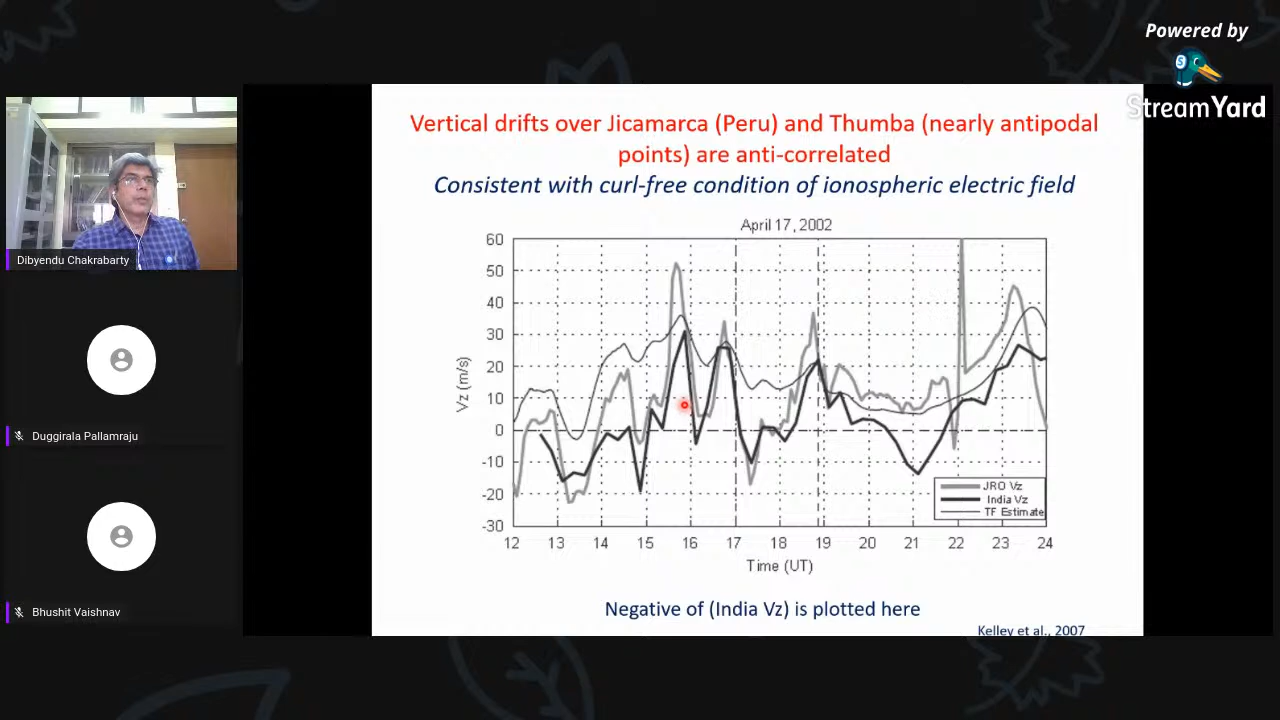 Powered by
StreamYard
Vertical drifts over Jicamarca (Peru) and Thumba (nearly antipodal
points) are anti-correlated
Consistent with curl-free condition of ionospheric electric field
April 17, 2002
60
50
40
30
20
10
0
-10
-20
-30
Vz (m/s)
12 13 14 15 16 17 18 19 20 21 22 23 24
Time (UT)
JRO Vz
India Vz
TF Estimate
Negative of (India Vz) is plotted here
Kelley et al., 2007
Dibyendu Chakrabarty
Duggirala Pallamraju
Bhushit Vaishnav